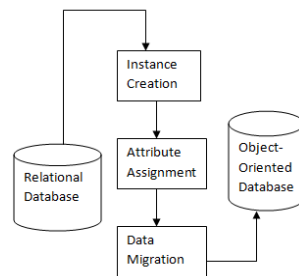 Instance
Creation
Relational
Database
Attribute
Assignment
Object-
Oriented
Database
Data
Migration